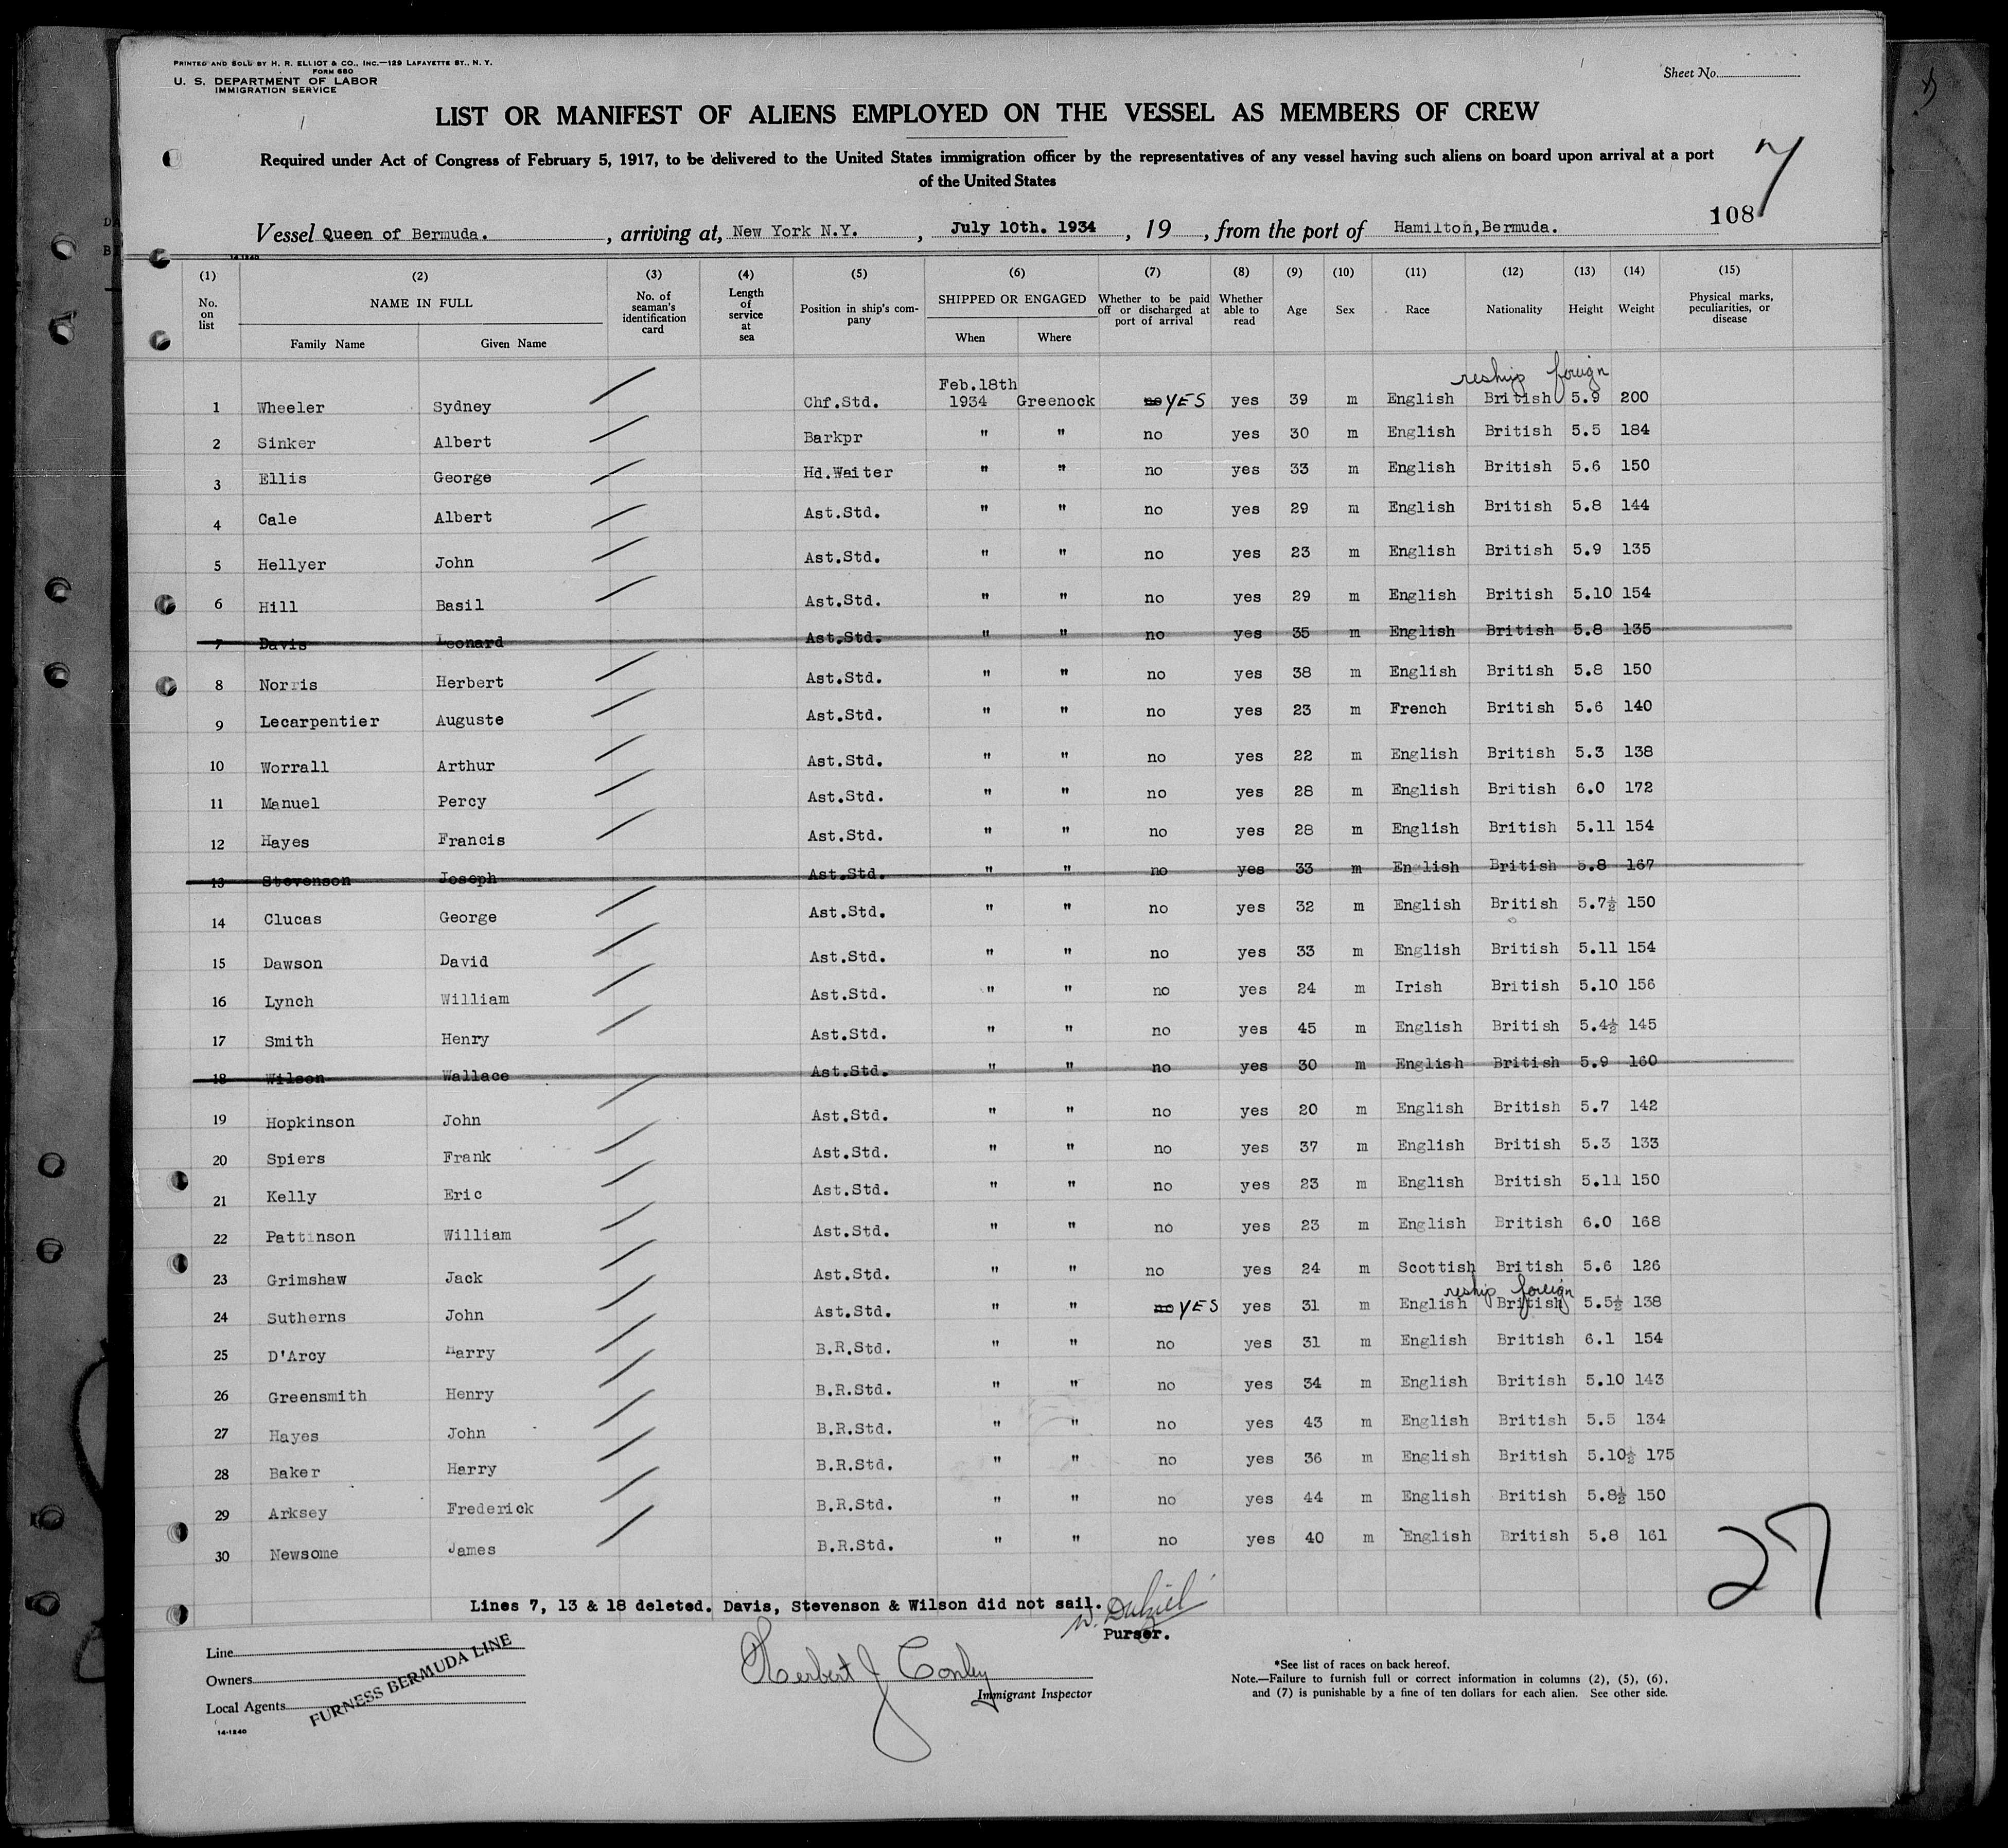 PRINTED AND SOLD BY H. R. ELLIOT & CO., INC.—129 LAFAYETTE ST., N. Y.
FORM 680
U. S. DEPARTMENT OF LABOR
IMMIGRATION SERVICE
Sheet No.
LIST OR MANIFEST OF ALIENS EMPLOYED ON THE VESSEL AS MEMBERS OF CREW
Required under Act of Congress of February 5, 1917, to be delivered to the United States immigration officer by the representatives of any vessel having such aliens on board upon arrival at a port
of the United States
7
108
Vessel Queen of Bermuda. , arriving at, New York N.Y. , July 10th. 1934 , 19 , from the port of Hamilton,Bermuda.
14-1240
(1) (2) (3) (4) (5) (6) (7) (8) (9) (10) (11) (12) (13) (14) (15)
No. on list NAME IN FULL Family Name Given Name No. of seaman's identification card Length of service at sea Position in ship's company SHIPPED OR ENGAGED When Where Whether to be paid off or discharged at port of arrival Whether able to read Age Sex Race Nationality Height Weight Physical marks, peculiarities, or disease
reship foreign
Feb.18th
1 Wheeler Sydney Chf.Std. 1934 Greenock no YES yes 39 m English British 5.9 200
2 Sinker Albert Barkpr " " no yes 30 m English British 5.5 184
3 Ellis George Hd.Waiter " " no yes 33 m English British 5.6 150
4 Cale Albert Ast.Std. " " no yes 29 m English British 5.8 144
5 Hellyer John Ast.Std. " " no yes 23 m English British 5.9 135
6 Hill Basil Ast.Std. " " no yes 29 m English British 5.10 154
7 Davis Leonard Ast.Std. " " no yes 35 m English British 5.8 135
8 Norris Herbert Ast.Std. " " no yes 38 m English British 5.8 150
9 Lecarpentier Auguste Ast.Std. " " no yes 23 m French British 5.6 140
10 Worrall Arthur Ast.Std. " " no yes 22 m English British 5.3 138
11 Manuel Percy Ast.Std. " " no yes 28 m English British 6.0 172
12 Hayes Francis Ast.Std. " " no yes 28 m English British 5.11 154
13 Stevenson Joseph Ast.Std. " " no yes 33 m English British 5.8 167
14 Clucas George Ast.Std. " " no yes 32 m English British 5.7½ 150
15 Dawson David Ast.Std. " " no yes 33 m English British 5.11 154
16 Lynch William Ast.Std. " " no yes 24 m Irish British 5.10 156
17 Smith Henry Ast.Std. " " no yes 45 m English British 5.4½ 145
18 Wilson Wallace Ast.Std. " " no yes 30 m English British 5.9 160
19 Hopkinson John Ast.Std. " " no yes 20 m English British 5.7 142
20 Spiers Frank Ast.Std. " " no yes 37 m English British 5.3 133
21 Kelly Eric Ast.Std. " " no yes 23 m English British 5.11 150
22 Pattinson William Ast.Std. " " no yes 23 m English British 6.0 168
23 Grimshaw Jack Ast.Std. " " no yes 24 m Scottish British 5.6 126
reship foreign
24 Sutherns John Ast.Std. " " no YES yes 31 m English British 5.5½ 138
25 D'Arcy Harry B.R.Std. " " no yes 31 m English British 6.1 154
26 Greensmith Henry B.R.Std. " " no yes 34 m English British 5.10 143
27 Hayes John B.R.Std. " " no yes 43 m English British 5.5 134
28 Baker Harry B.R.Std. " " no yes 36 m English British 5.10½ 175
29 Arksey Frederick B.R.Std. " " no yes 44 m English British 5.8½ 150
30 Newsome James B.R.Std. " " no yes 40 m English British 5.8 161
27
Lines 7, 13 & 18 deleted. Davis, Stevenson & Wilson did not sail.
Purser.
Line
Owners
Local Agents
FURNESS BERMUDA LINE
14-1240
Herbert J Conley
Immigrant Inspector
*See list of races on back hereof.
Note.—Failure to furnish full or correct information in columns (2), (5), (6),
and (7) is punishable by a fine of ten dollars for each alien. See other side.